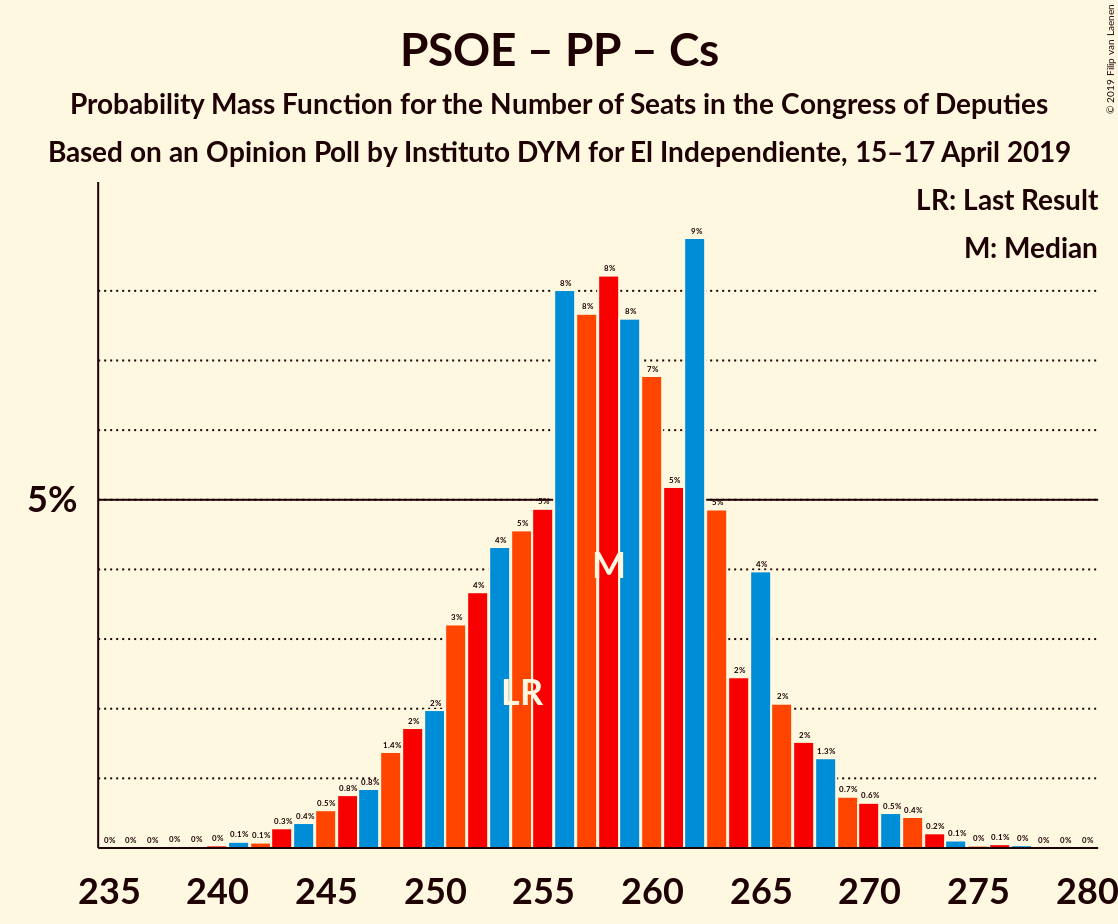 PSOE – PP – Cs
Probability Mass Function for the Number of Seats in the Congress of Deputies
Based on an Opinion Poll by Instituto DYM for El Independiente, 15–17 April 2019
© 2019 Filip van Laenen
LR: Last Result
M: Median
5%
0% 0% 0% 0% 0% 0% 0.1% 0.1% 0.3% 0.4% 0.5% 0.8% 0.8% 1.4% 2% 2% 3% 4% 4% 5% 5% 8% 8% 8% 8% 7% 5% 9% 5% 2% 4% 2% 2% 1.3% 0.7% 0.6% 0.5% 0.4% 0.2% 0.1% 0% 0.1% 0% 0% 0% 0%
M
LR
235 240 245 250 255 260 265 270 275 280